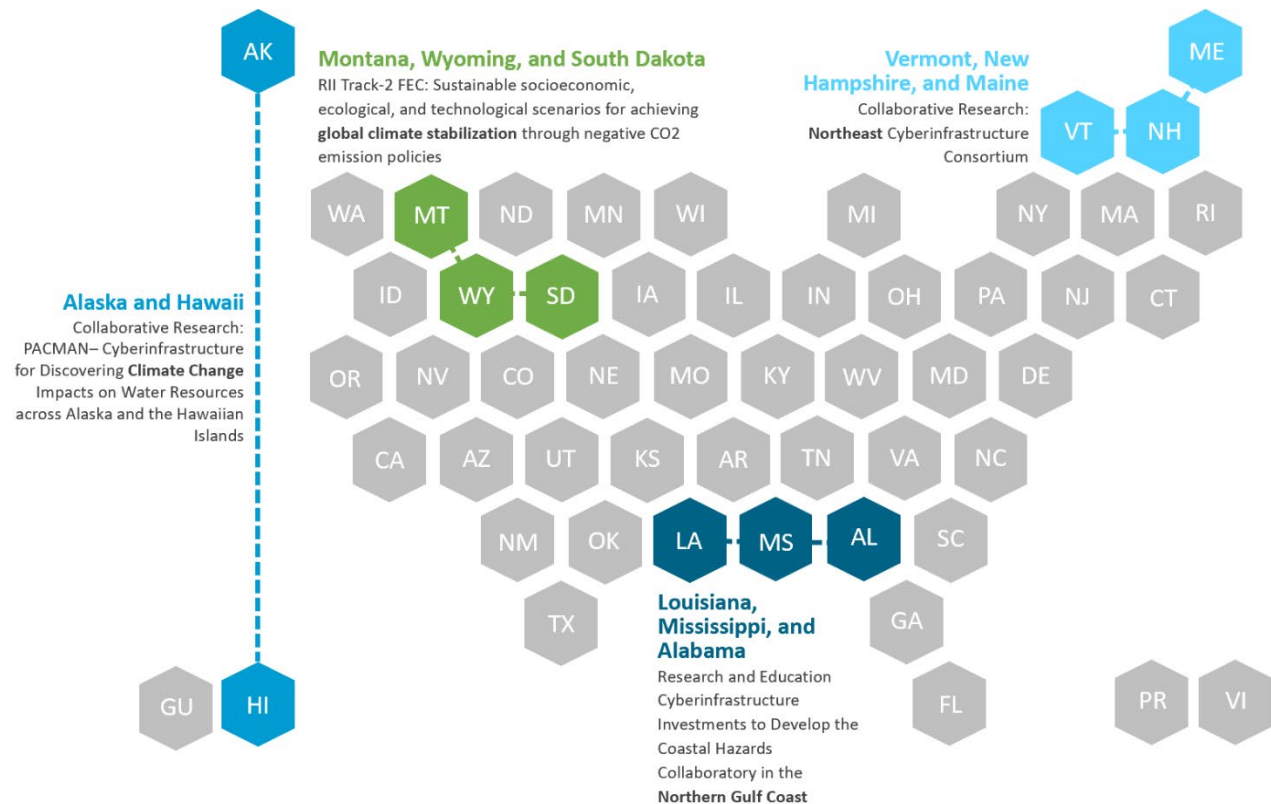 AK
Montana, Wyoming, and South Dakota
RII Track-2 FEC: Sustainable socioeconomic,
ecological, and technological scenarios for achieving
global climate stabilization through negative CO2
emission policies
Vermont, New
Hampshire, and Maine
Collaborative Research:
Northeast Cyberinfrastructure
Consortium
ME
VT
NH
WA
MT
ND
MN
WI
MI
NY
MA
RI
ID
WY
SD
IA
IL
IN
OH
PA
NJ
CT
Alaska and Hawaii
Collaborative Research:
PACMAN– Cyberinfrastructure
for Discovering Climate Change
Impacts on Water Resources
across Alaska and the Hawaiian
Islands
OR
NV
CO
NE
MO
KY
WV
MD
DE
CA
AZ
UT
KS
AR
TN
VA
NC
NM
OK
LA
MS
AL
SC
TX
GA
Louisiana,
Mississippi, and
Alabama
Research and Education
Cyberinfrastructure
Investments to Develop the
Coastal Hazards
Collaboratory in the
Northern Gulf Coast
GU
HI
FL
PR
VI